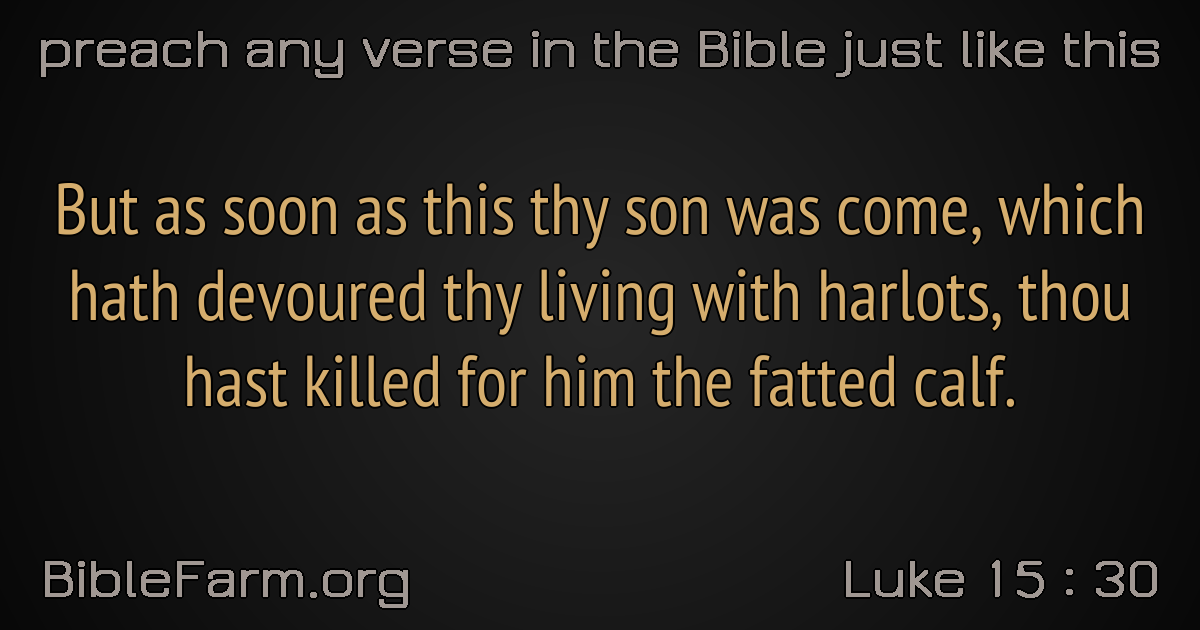 preach any verse in the Bible just like this
But as soon as this thy son was come, which
hath devoured thy living with harlots, thou
hast killed for him the fatted calf.
BibleFarm.org
Luke 15 : 30